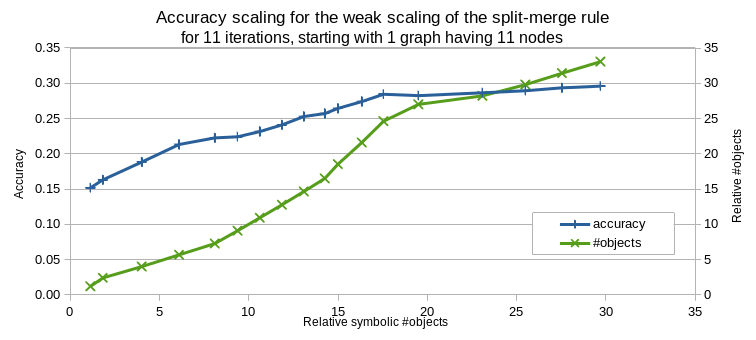 Accuracy scaling for the weak scaling of the split-merge rule
for 11 iterations, starting with 1 graph having 11 nodes
0.35
0.30
0.25
0.20
0.15
0.10
0.05
0.00
Accuracy
35
30
25
20
15
10
5
0
Relative #objects
accuracy
#objects
0 5 10 15 20 25 30 35
Relative symbolic #objects